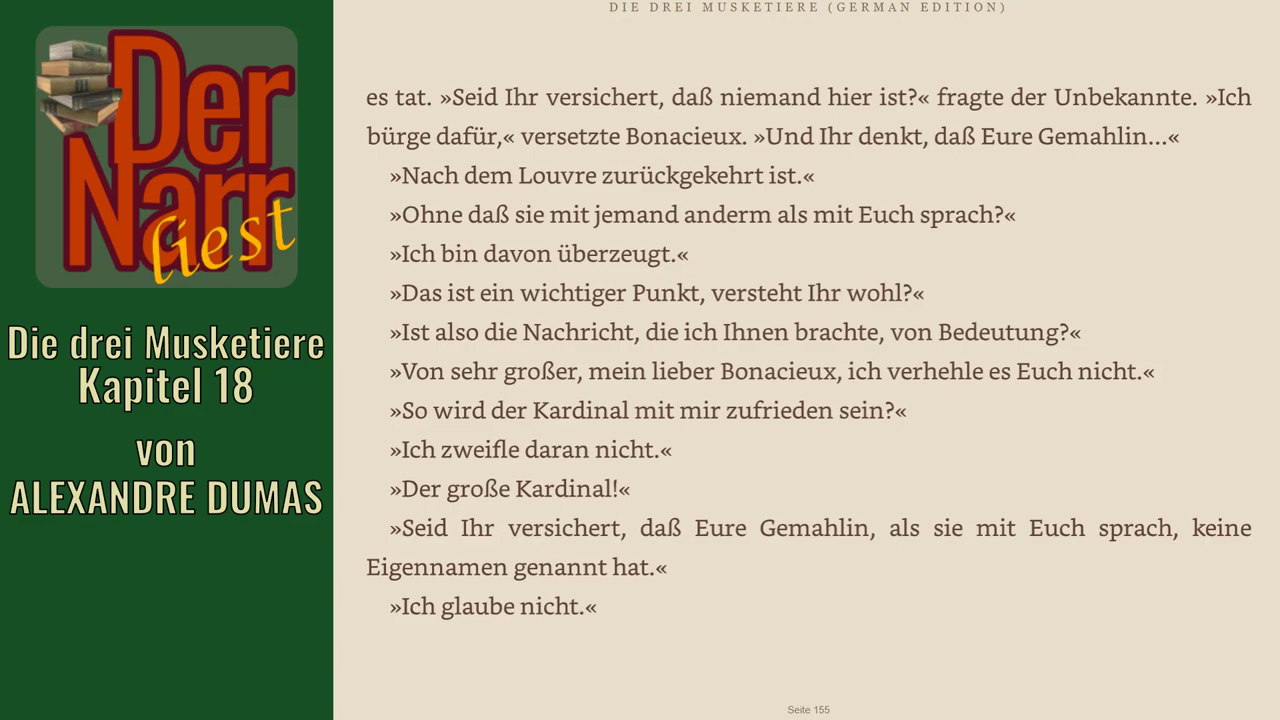 Der
Narr
liest
Die drei Musketiere
Kapitel 18
von
ALEXANDRE DUMAS
DIE DREI MUSKETIERE (GERMAN EDITION)
es tat. »Seid Ihr versichert, daß niemand hier ist?« fragte der Unbekannte. »Ich
bürge dafür,« versetzte Bonacieux. »Und Ihr denkt, daß Eure Gemahlin...«
»Nach dem Louvre zurückgekehrt ist.«
»Ohne daß sie mit jemand anderm als mit Euch sprach?«
»Ich bin davon überzeugt.«
»Das ist ein wichtiger Punkt, versteht Ihr wohl?«
»Ist also die Nachricht, die ich Ihnen brachte, von Bedeutung?«
»Von sehr großer, mein lieber Bonacieux, ich verhehle es Euch nicht.«
»So wird der Kardinal mit mir zufrieden sein?«
»Ich zweifle daran nicht.«
»Der große Kardinal!«
»Seid Ihr versichert, daß Eure Gemahlin, als sie mit Euch sprach, keine
Eigennamen genannt hat.«
»Ich glaube nicht.«
Seite 155